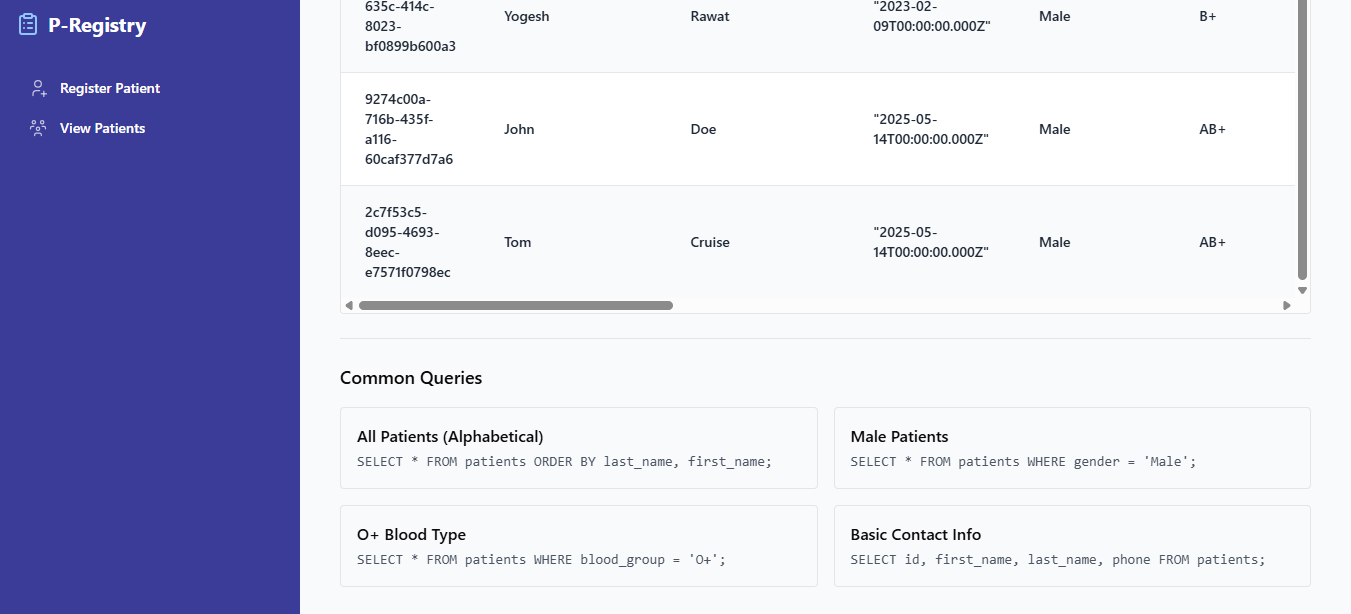 P-Registry
Register Patient
View Patients
635c-414c-
8023-
bf0899b600a3
Yogesh
Rawat
"2023-02-
09T00:00:00.000Z"
Male
B+
9274c00a-
716b-435f-
a116-
60caf377d7a6
John
Doe
"2025-05-
14T00:00:00.000Z"
Male
AB+
2c7f53c5-
d095-4693-
8eec-
e7571f0798ec
Tom
Cruise
"2025-05-
14T00:00:00.000Z"
Male
AB+
Common Queries
All Patients (Alphabetical)
SELECT * FROM patients ORDER BY last_name, first_name;
Male Patients
SELECT * FROM patients WHERE gender = 'Male';
O+ Blood Type
SELECT * FROM patients WHERE blood_group = 'O+';
Basic Contact Info
SELECT id, first_name, last_name, phone FROM patients;